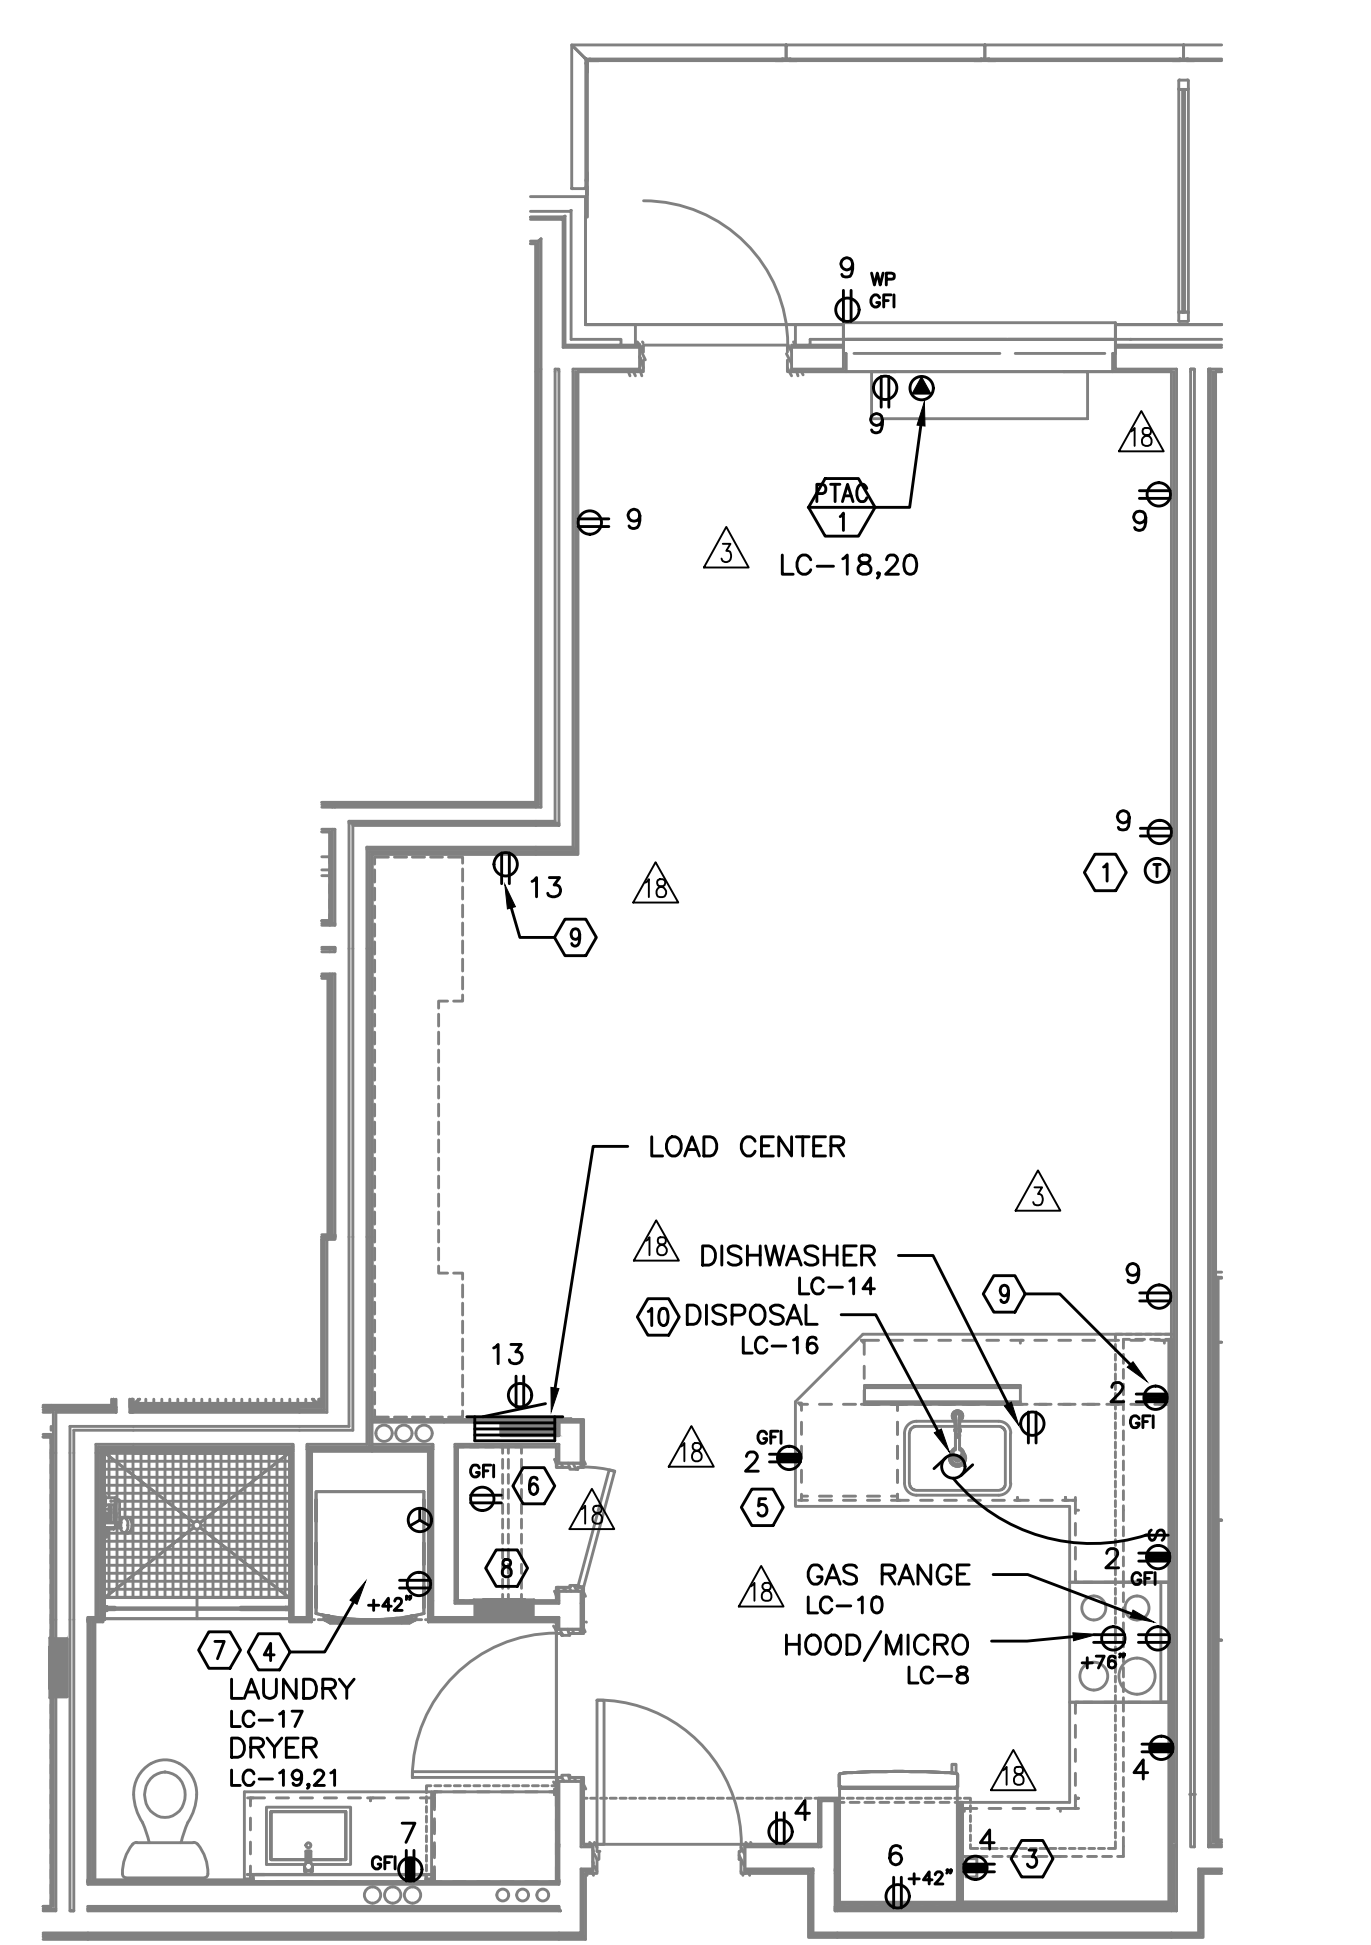 9
WP
GFI
9
18
PTAC
1
9
9
3
LC-18,20
9
1
T
13
18
9
LOAD CENTER
3
18
DISHWASHER
LC-14
9
9
10
DISPOSAL
LC-16
13
2
GFI
GFI
2
18
GFI
6
5
18
S
2
GFI
8
18
GAS RANGE
LC-10
+42"
HOOD/MICRO
LC-8
+76"
7
4
LAUNDRY
LC-17
DRYER
LC-19,21
4
18
4
7
GFI
6
+42"
4
3